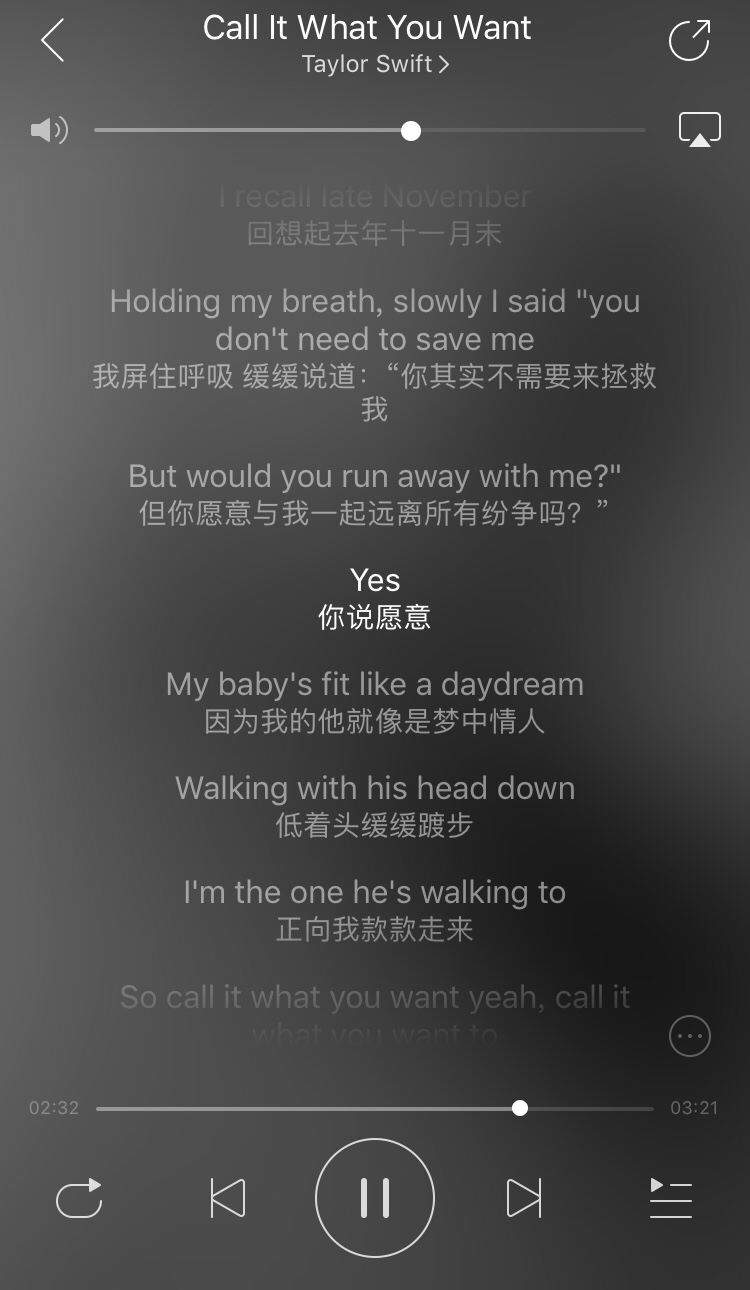 Call It What You Want
Taylor Swift
I recall late November
回想起去年十一月末
Holding my breath, slowly I said "you
don't need to save me
我屏住呼吸 缓缓说道：“你其实不需要来拯救
我
But would you run away with me?"
但你愿意与我一起远离所有纷争吗？”
Yes
你说愿意
My baby's fit like a daydream
因为我的他就像是梦中情人
Walking with his head down
低着头缓缓踱步
I'm the one he's walking to
正向我款款走来
So call it what you want yeah, call it
what you want to
02:32
03:21